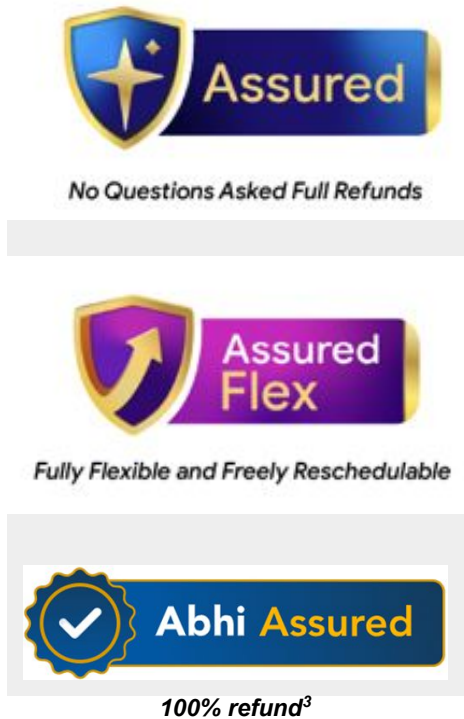 Assured
No Questions Asked Full Refunds
Assured
Flex
Fully Flexible and Freely Reschedulable
Abhi Assured
100% refund³